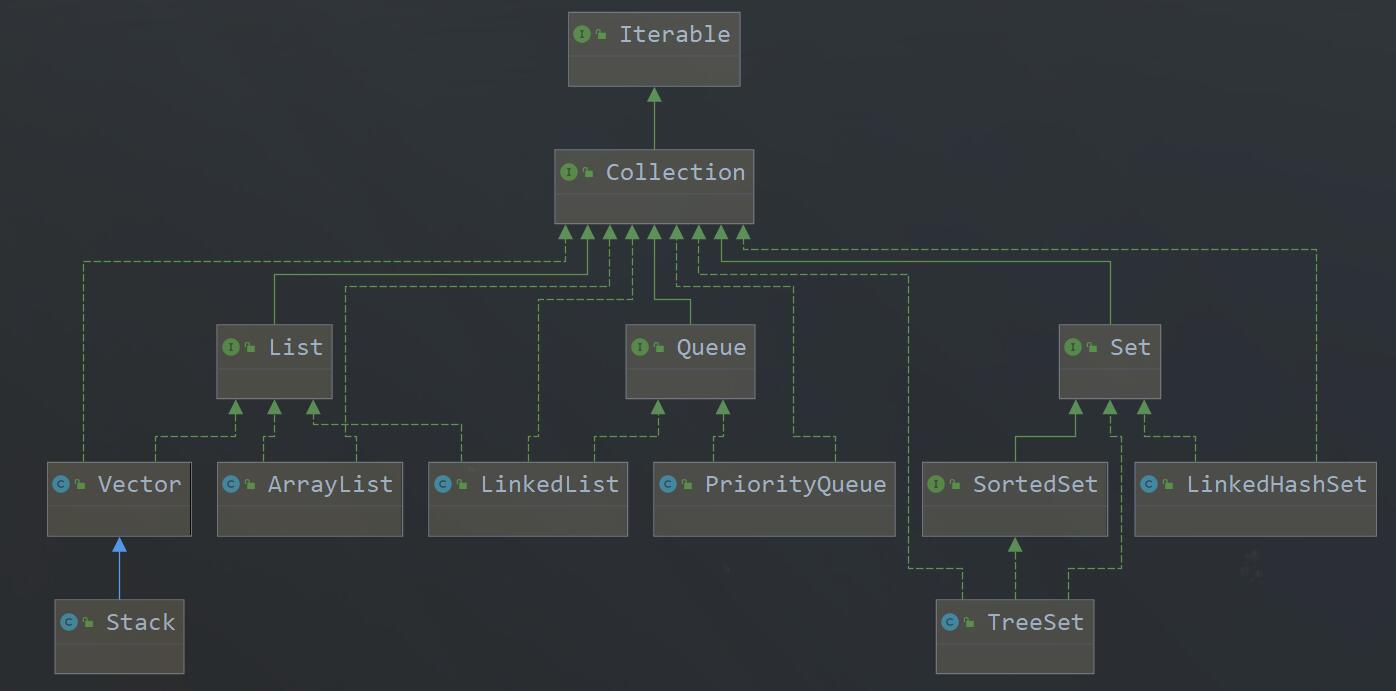 I Iterable
I Collection
I List
I Queue
I Set
C Vector
C ArrayList
C LinkedList
C PriorityQueue
I SortedSet
C LinkedHashSet
C Stack
C TreeSet